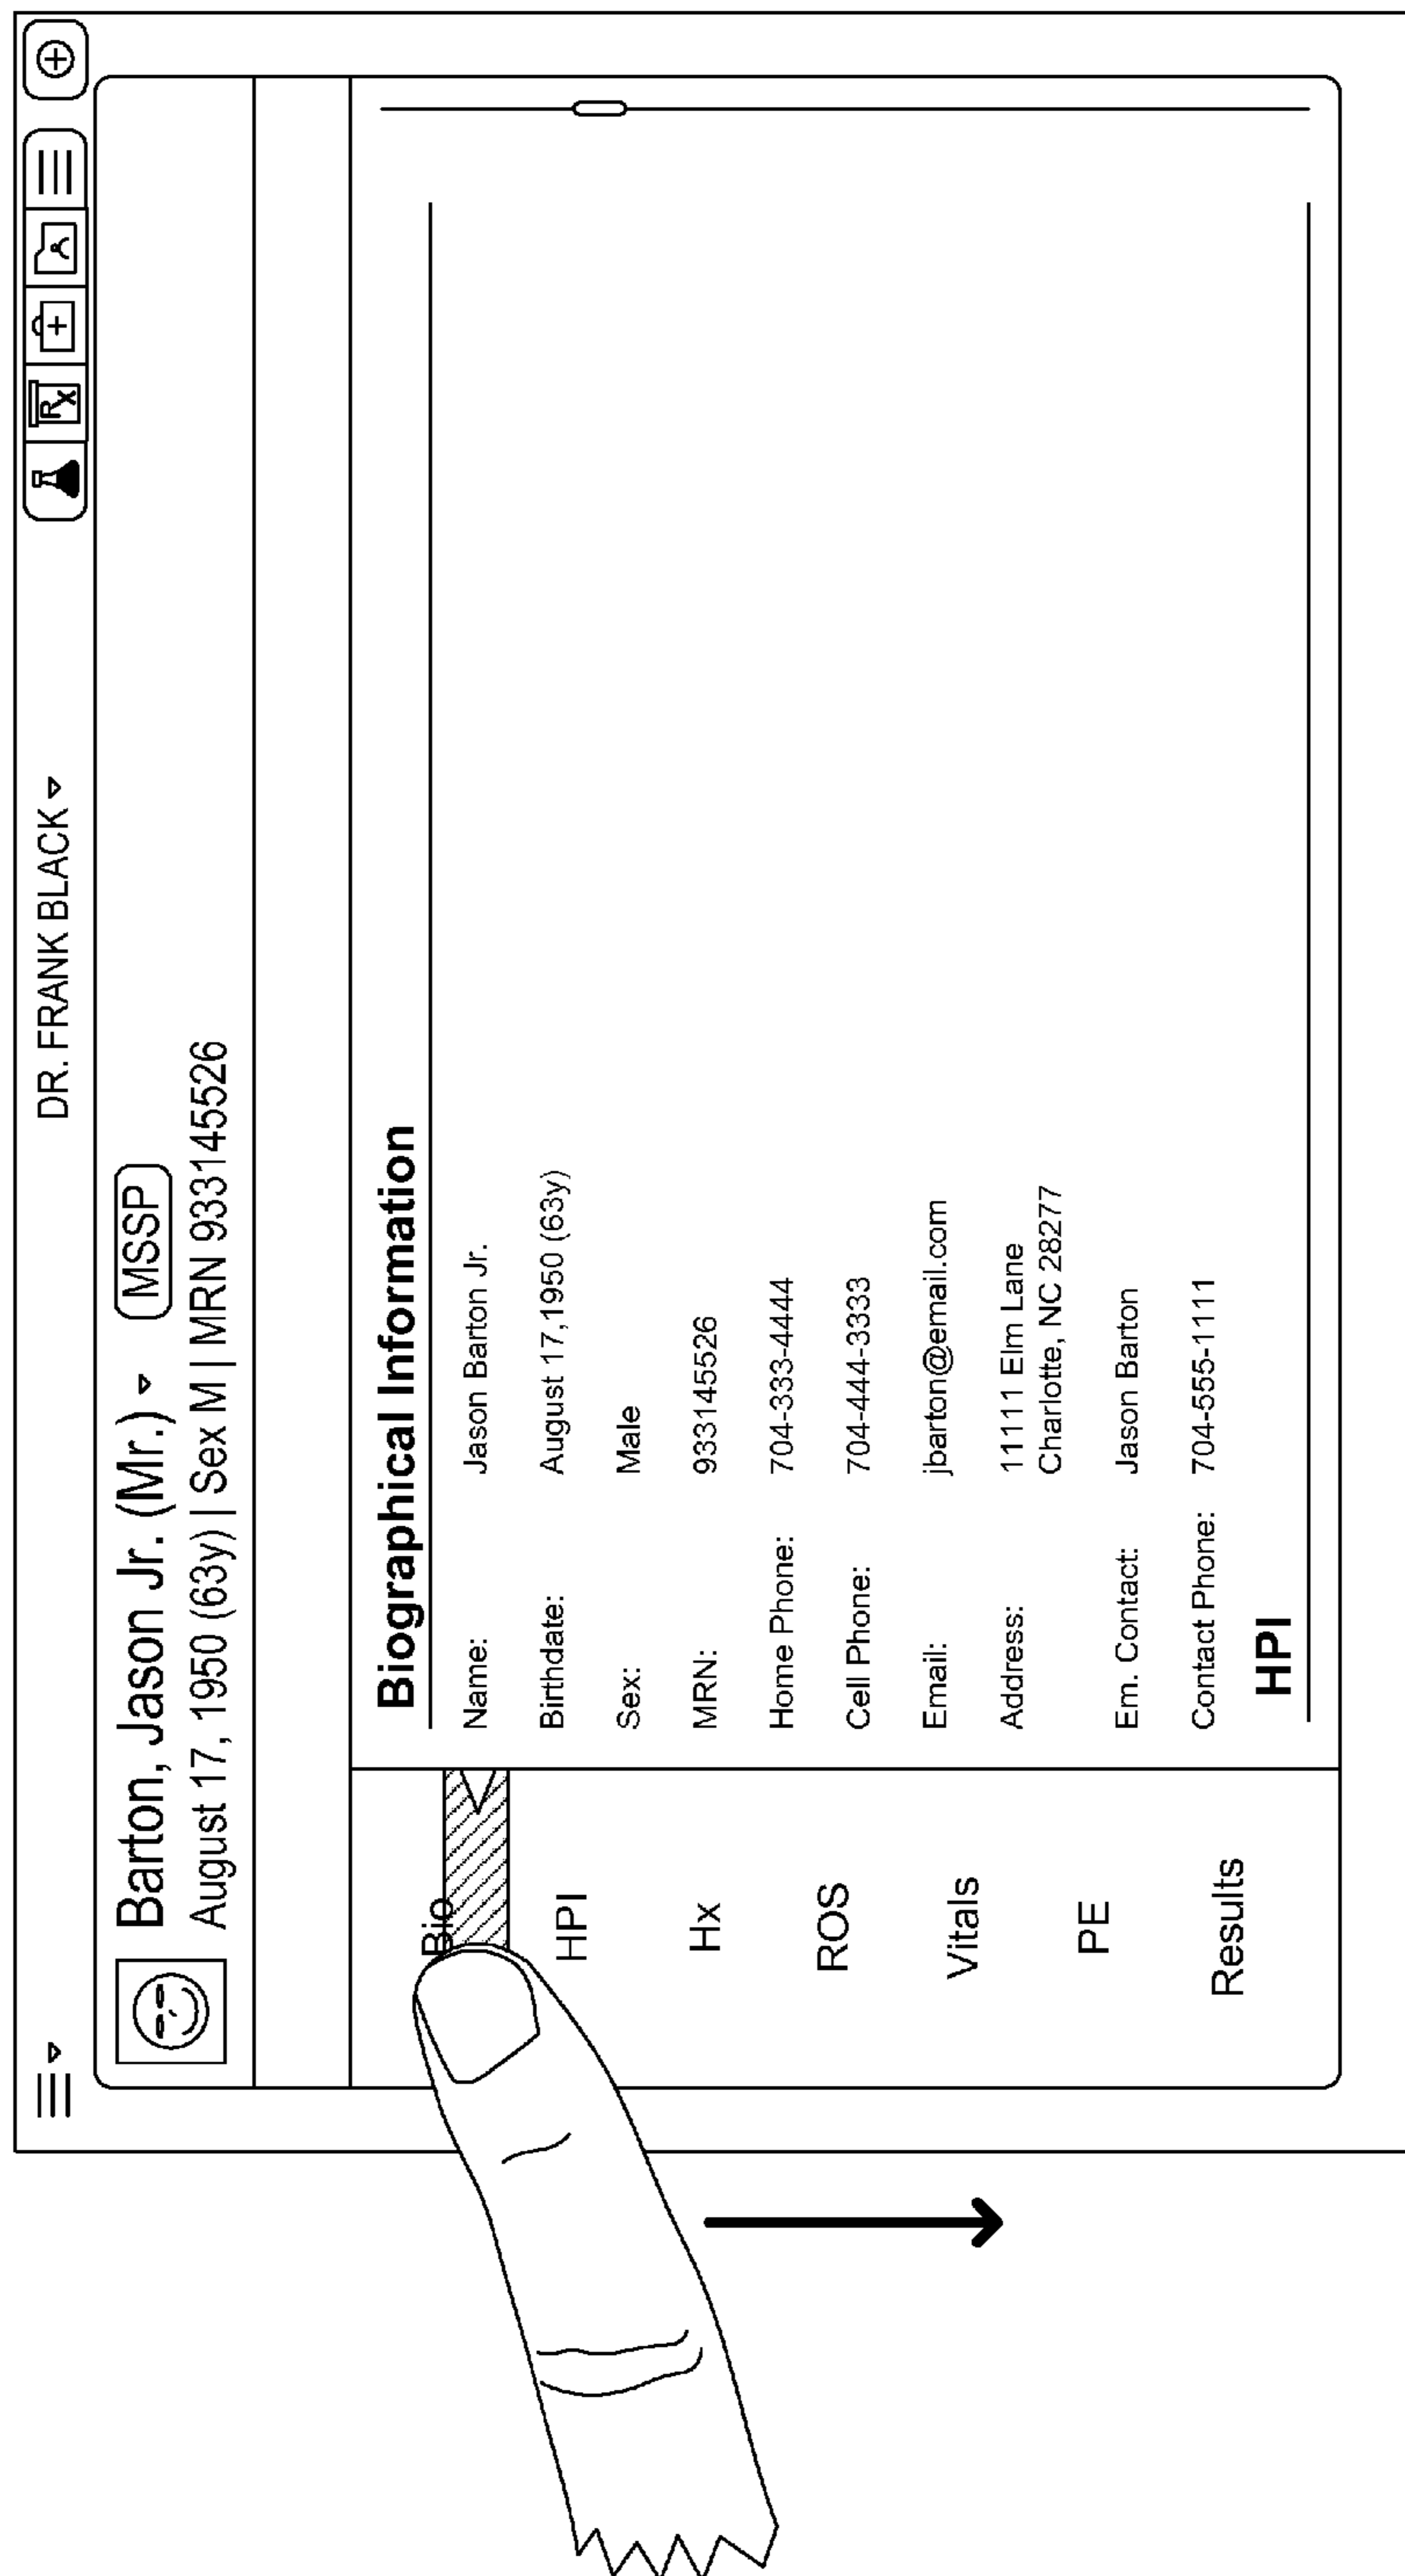 DR. FRANK BLACK
Rx
Barton, Jason Jr. (Mr.) MSSP
August 17, 1950 (63y) | Sex M | MRN 933145526
Bio
HPI
Hx
ROS
Vitals
PE
Results
Biographical Information
Name: Jason Barton Jr.
Birthdate: August 17,1950 (63y)
Sex: Male
MRN: 933145526
Home Phone: 704-333-4444
Cell Phone: 704-444-3333
Email: jbarton@email.com
Address: 11111 Elm Lane
Charlotte, NC 28277
Em. Contact: Jason Barton
Contact Phone: 704-555-1111
HPI